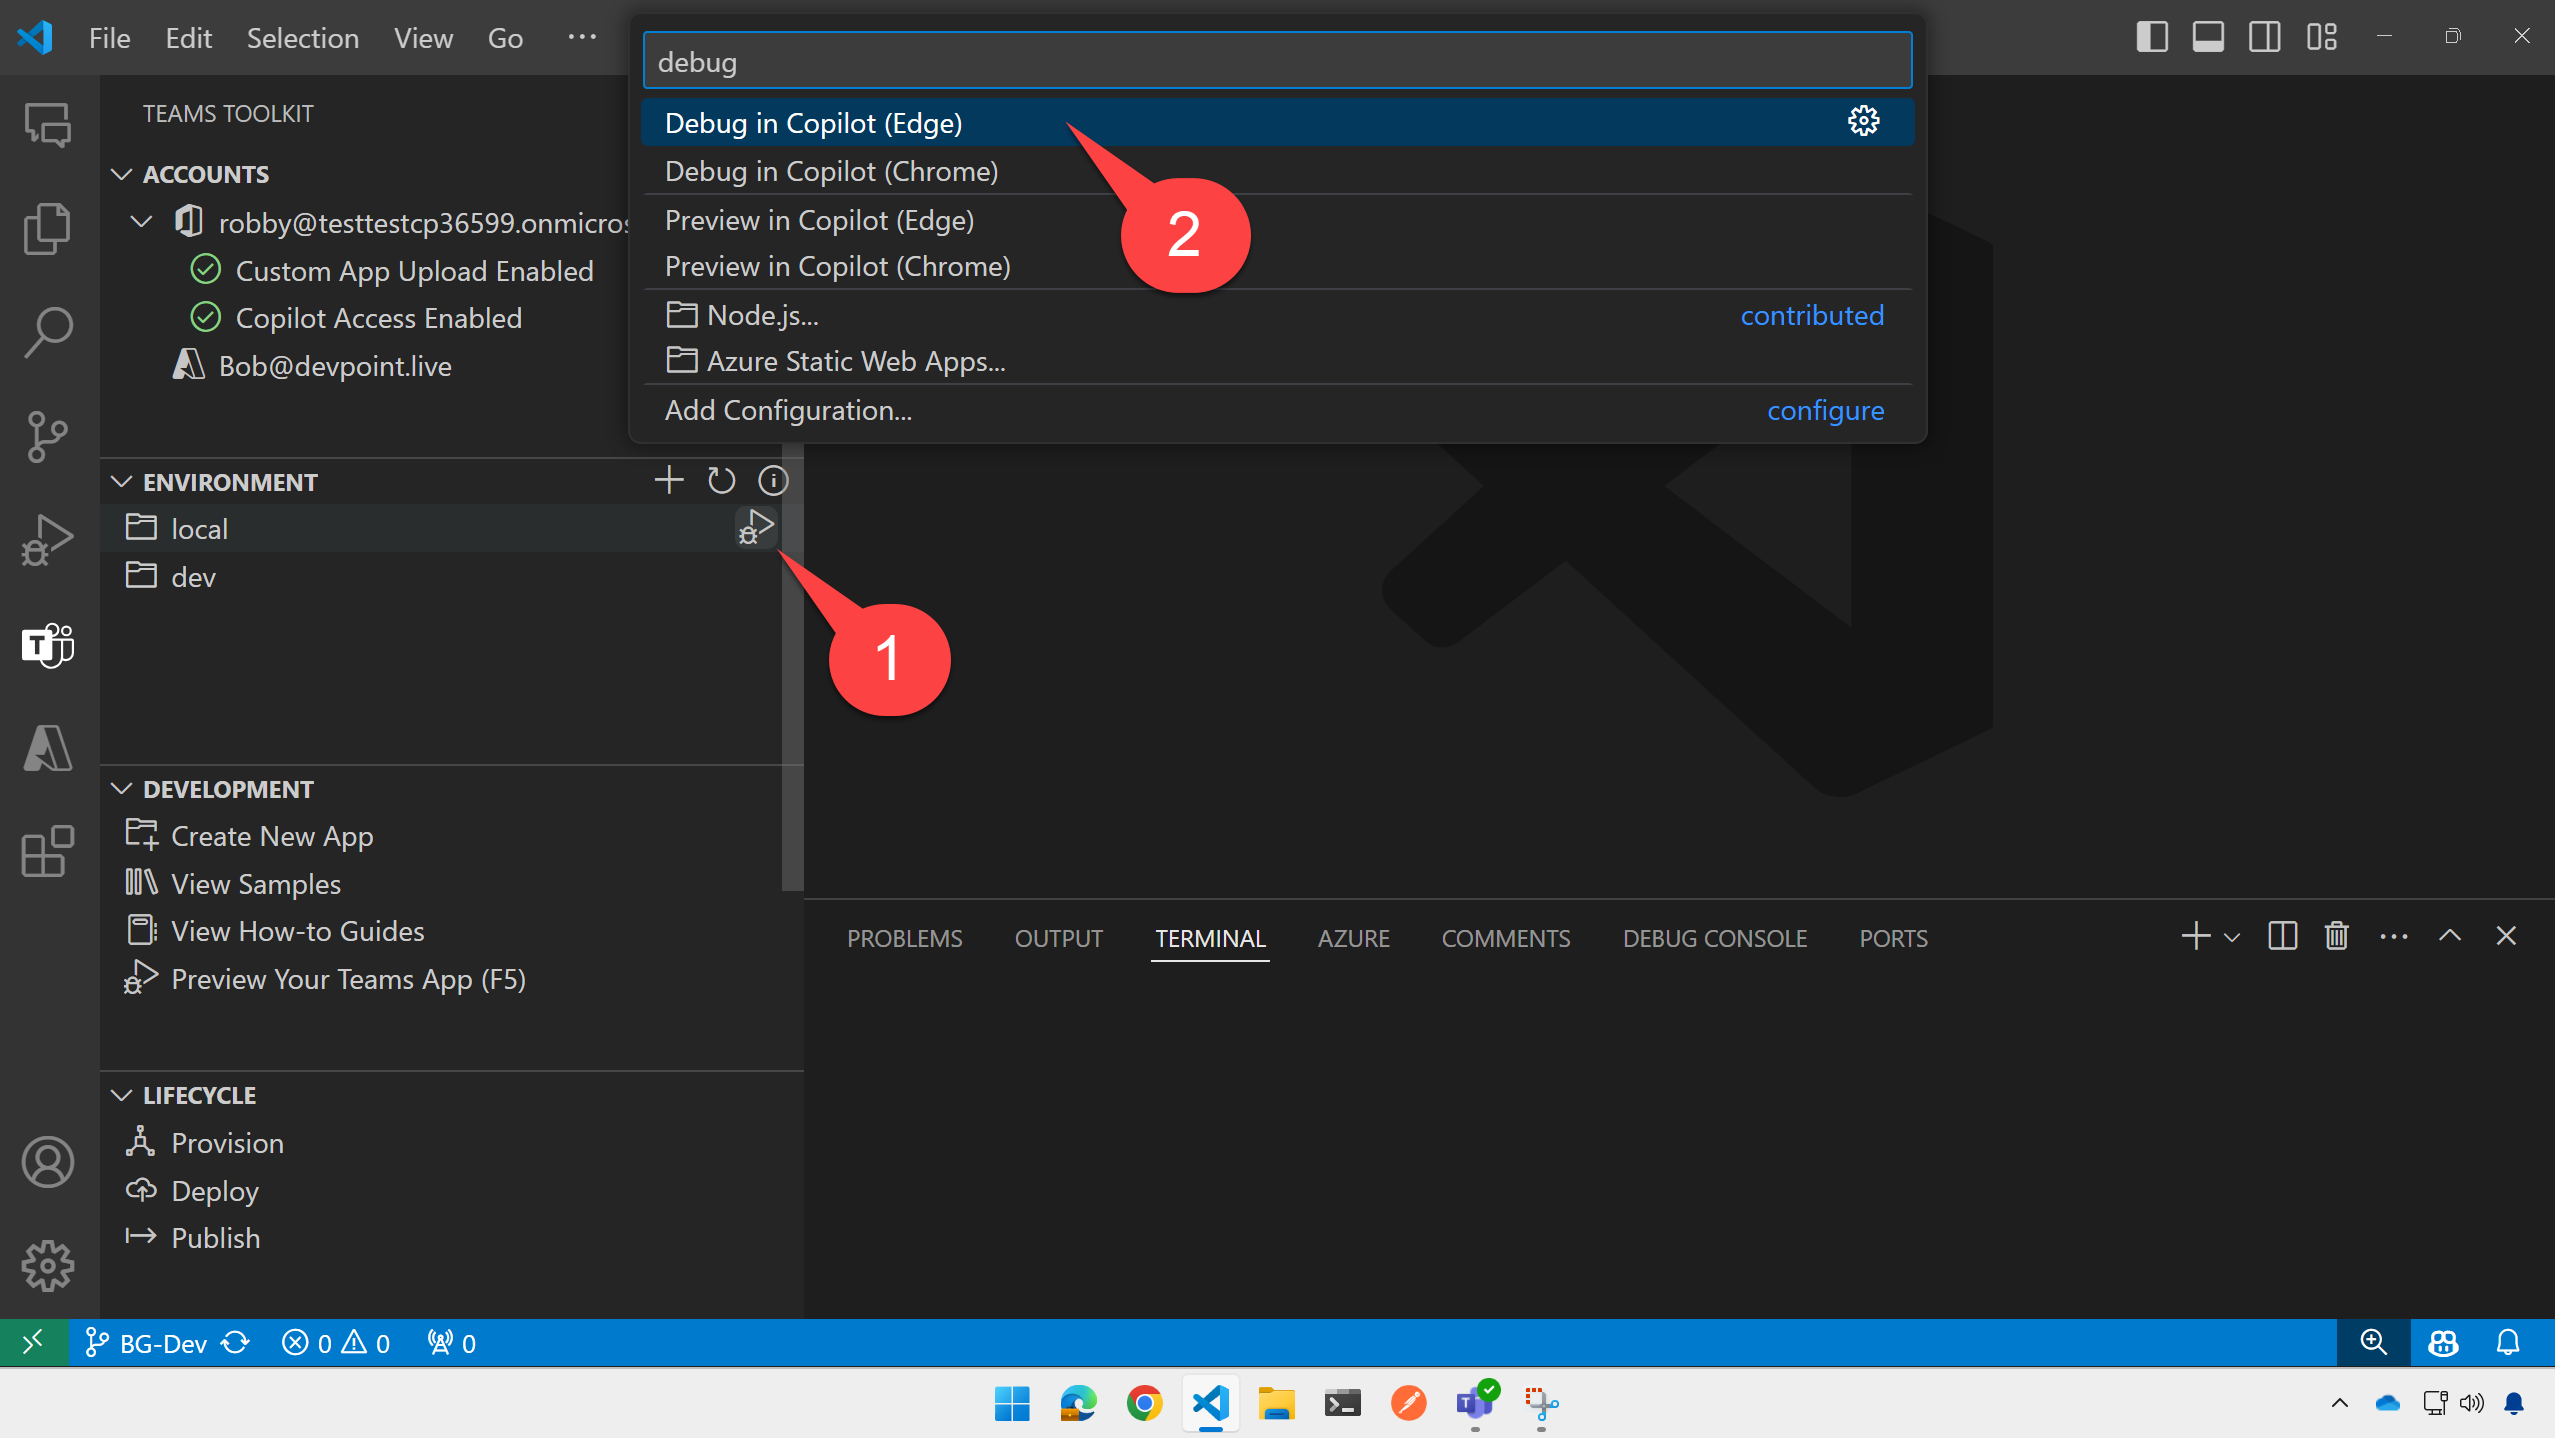 File Edit Selection View Go ···
debug
Debug in Copilot (Edge)
Debug in Copilot (Chrome)
Preview in Copilot (Edge)
Preview in Copilot (Chrome)
Node.js... contributed
Azure Static Web Apps...
Add Configuration... configure
2
TEAMS TOOLKIT
ACCOUNTS
robby@testtestcp36599.onmicros
Custom App Upload Enabled
Copilot Access Enabled
Bob@devpoint.live
ENVIRONMENT
local
dev
1
DEVELOPMENT
Create New App
View Samples
View How-to Guides
Preview Your Teams App (F5)
LIFECYCLE
Provision
Deploy
Publish
PROBLEMS OUTPUT TERMINAL AZURE COMMENTS DEBUG CONSOLE PORTS
BG-Dev 0 0 0